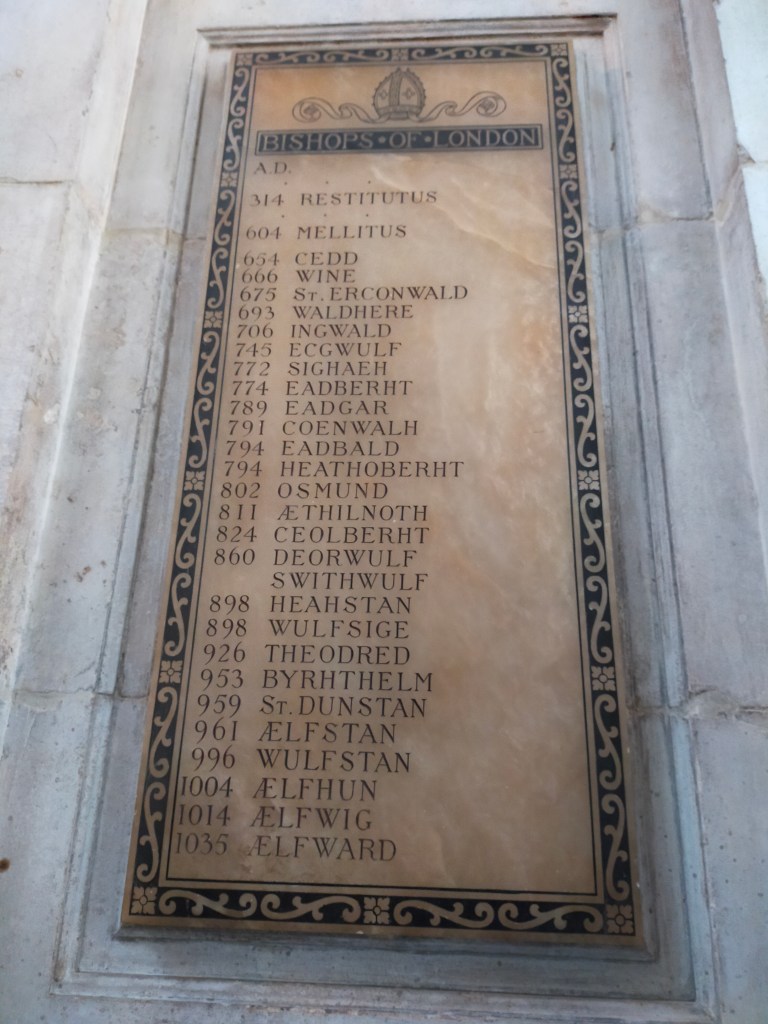 BISHOPS·OF·LONDON
A.D.
314 RESTITUTUS
604 MELLITUS
654 CEDD
666 WINE
675 ST. ERCONWALD
693 WALDHERE
706 INGWALD
745 ECGWULF
772 SIGHAEH
774 EADBERHT
789 EADGAR
791 COENWALH
794 EADBALD
794 HEATHOBERHT
802 OSMUND
811 ÆTHILNOTH
824 CEOLBERHT
860 DEORWULF
SWITHWULF
898 HEAHSTAN
898 WULFSIGE
926 THEODRED
953 BYRHTHELM
959 ST. DUNSTAN
961 ÆLFSTAN
996 WULFSTAN
1004 ÆLFHUN
1014 ÆLFWIG
1035 ÆLFWARD